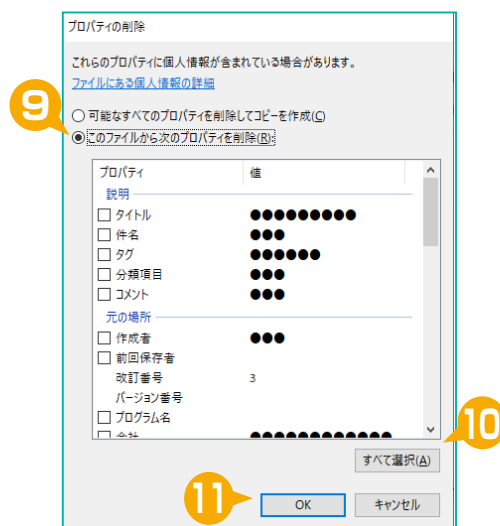 プロパティの削除
これらのプロパティに個人情報が含まれている場合があります。
ファイルにある個人情報の詳細
9
可能なすべてのプロパティを削除してコピーを作成(C)
このファイルから次のプロパティを削除(R):
プロパティ 値
説明
タイトル ●●●●●●●●●
件名 ●●●
タグ ●●●●●●
分類項目 ●●●
コメント ●●●
元の場所
作成者 ●●●
前回保存者
改訂番号 3
バージョン番号
プログラム名
会社 ●●●●●●●●●●●●
10
すべて選択(A)
11
OK キャンセル